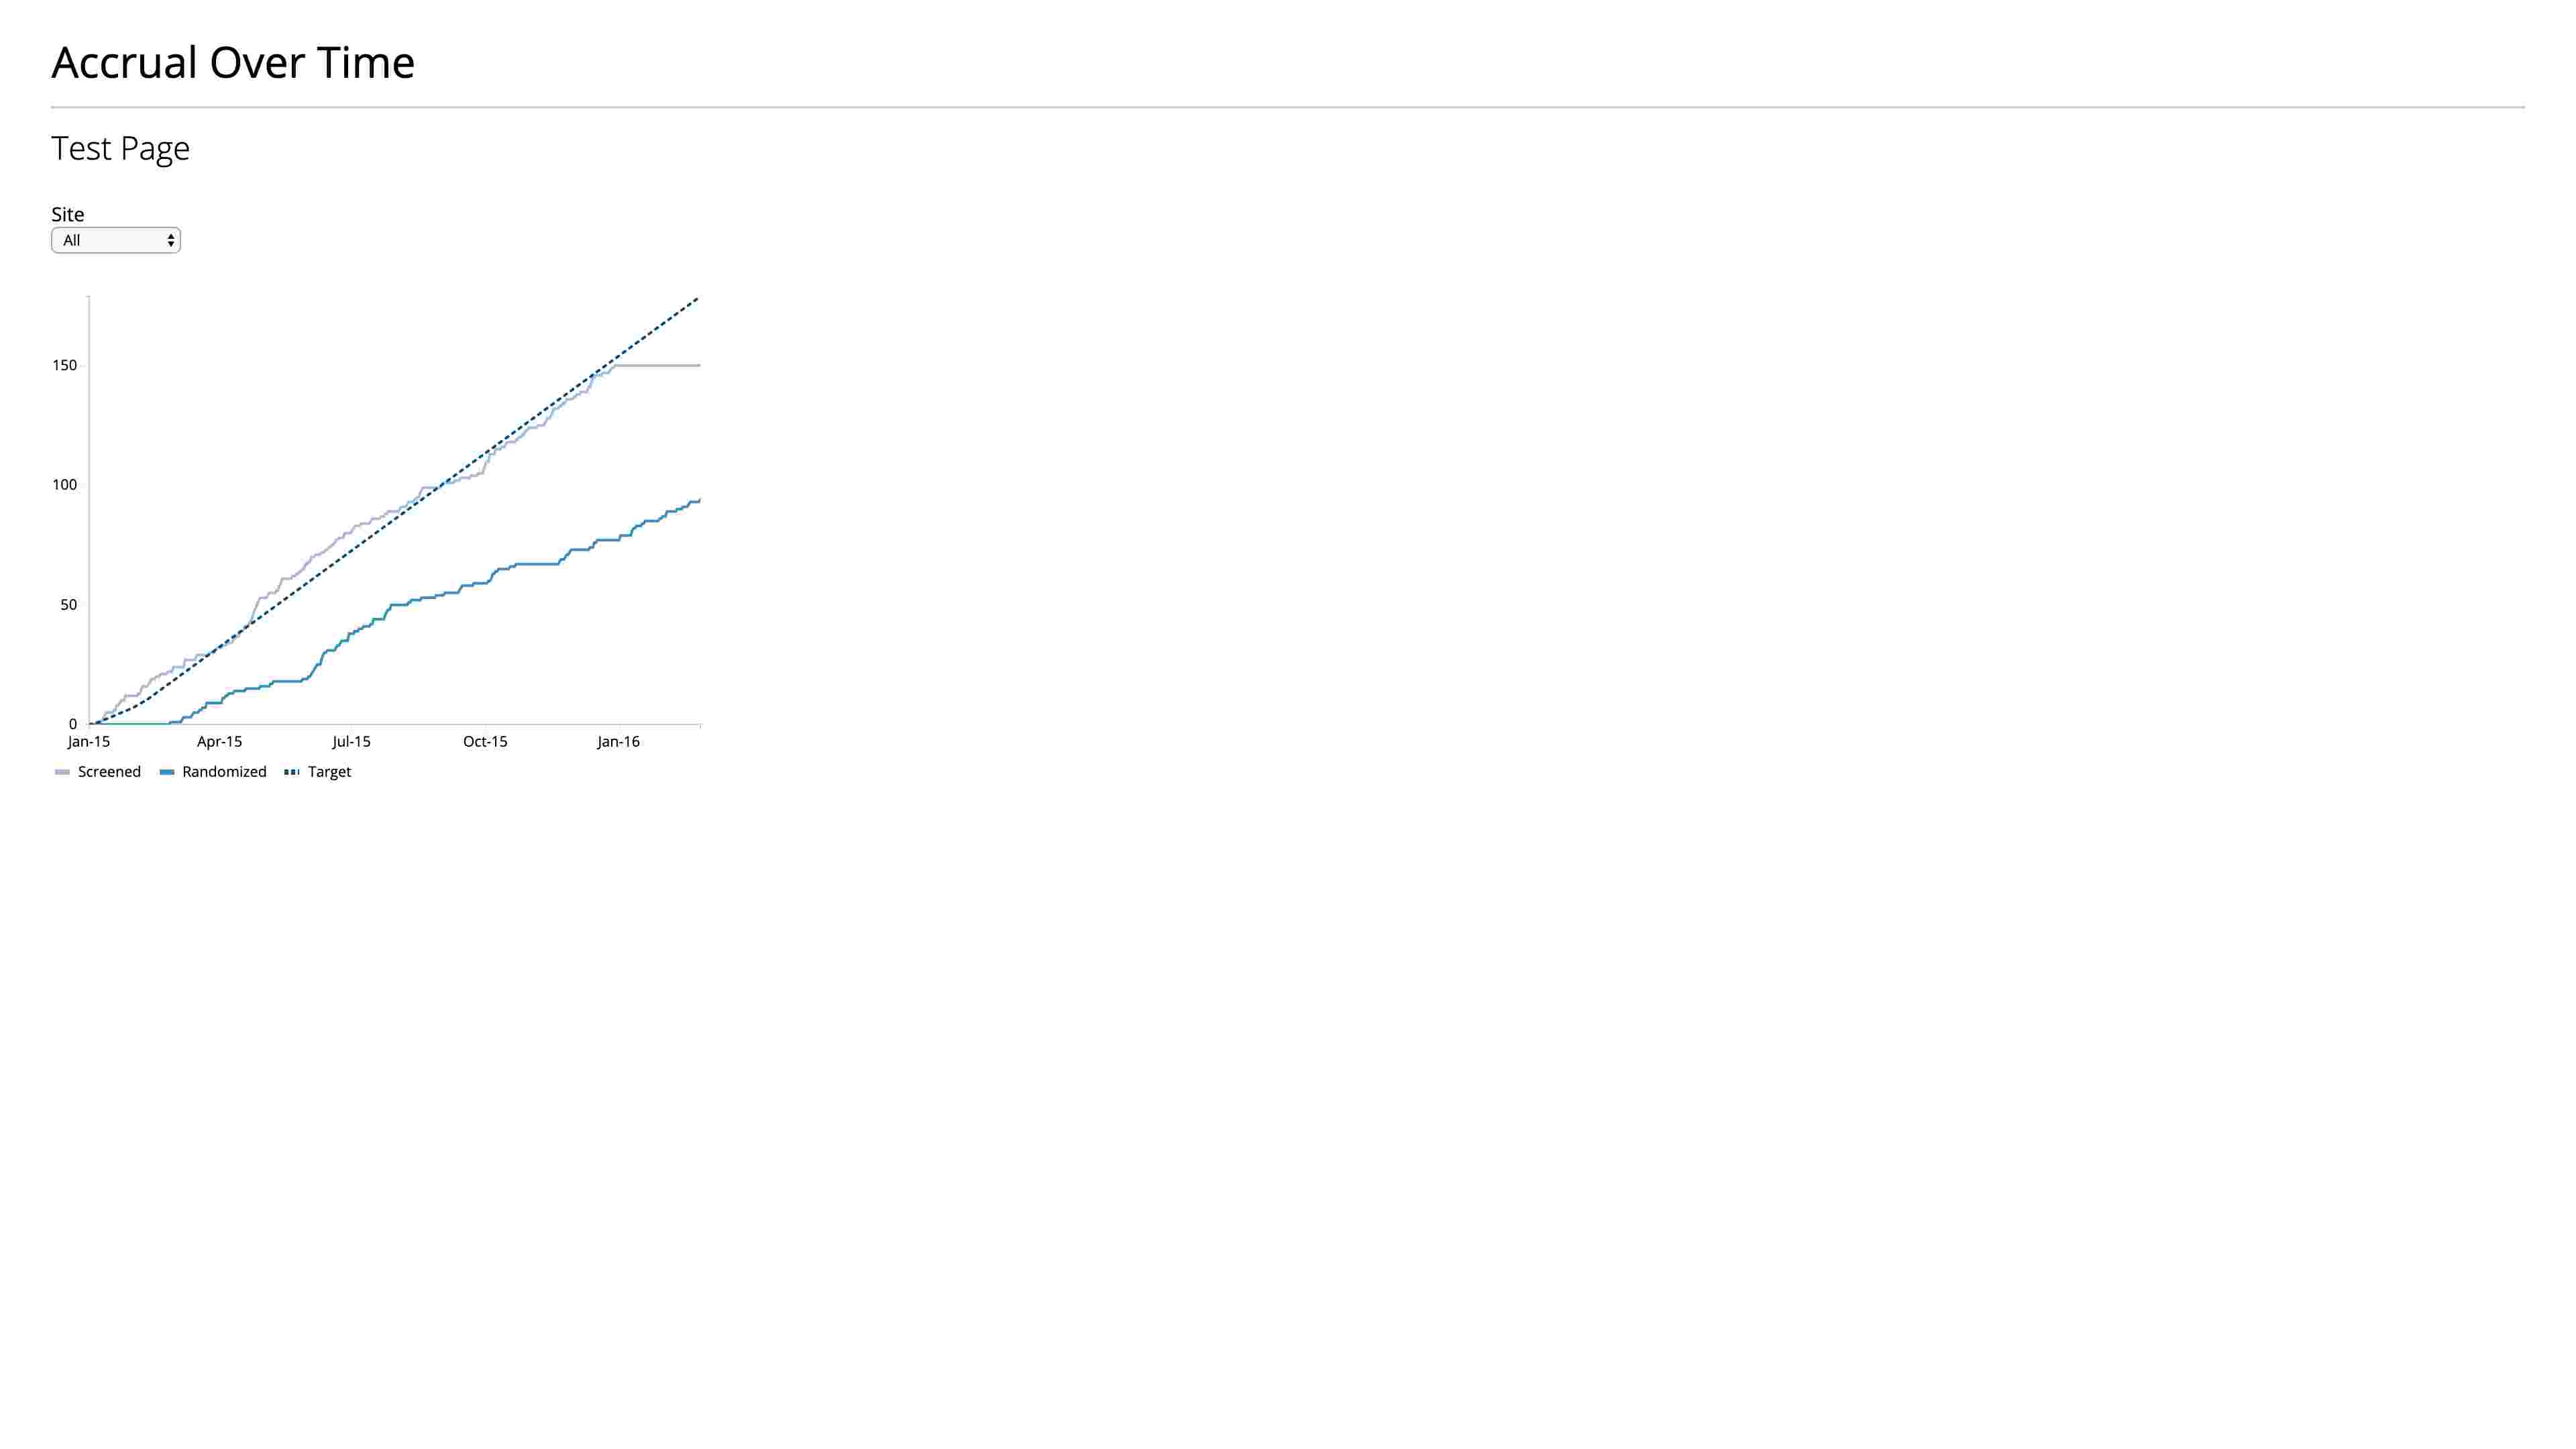 Accrual Over Time
Test Page
Site
All
150
100
50
0
Jan-15 Apr-15 Jul-15 Oct-15 Jan-16
Screened Randomized Target